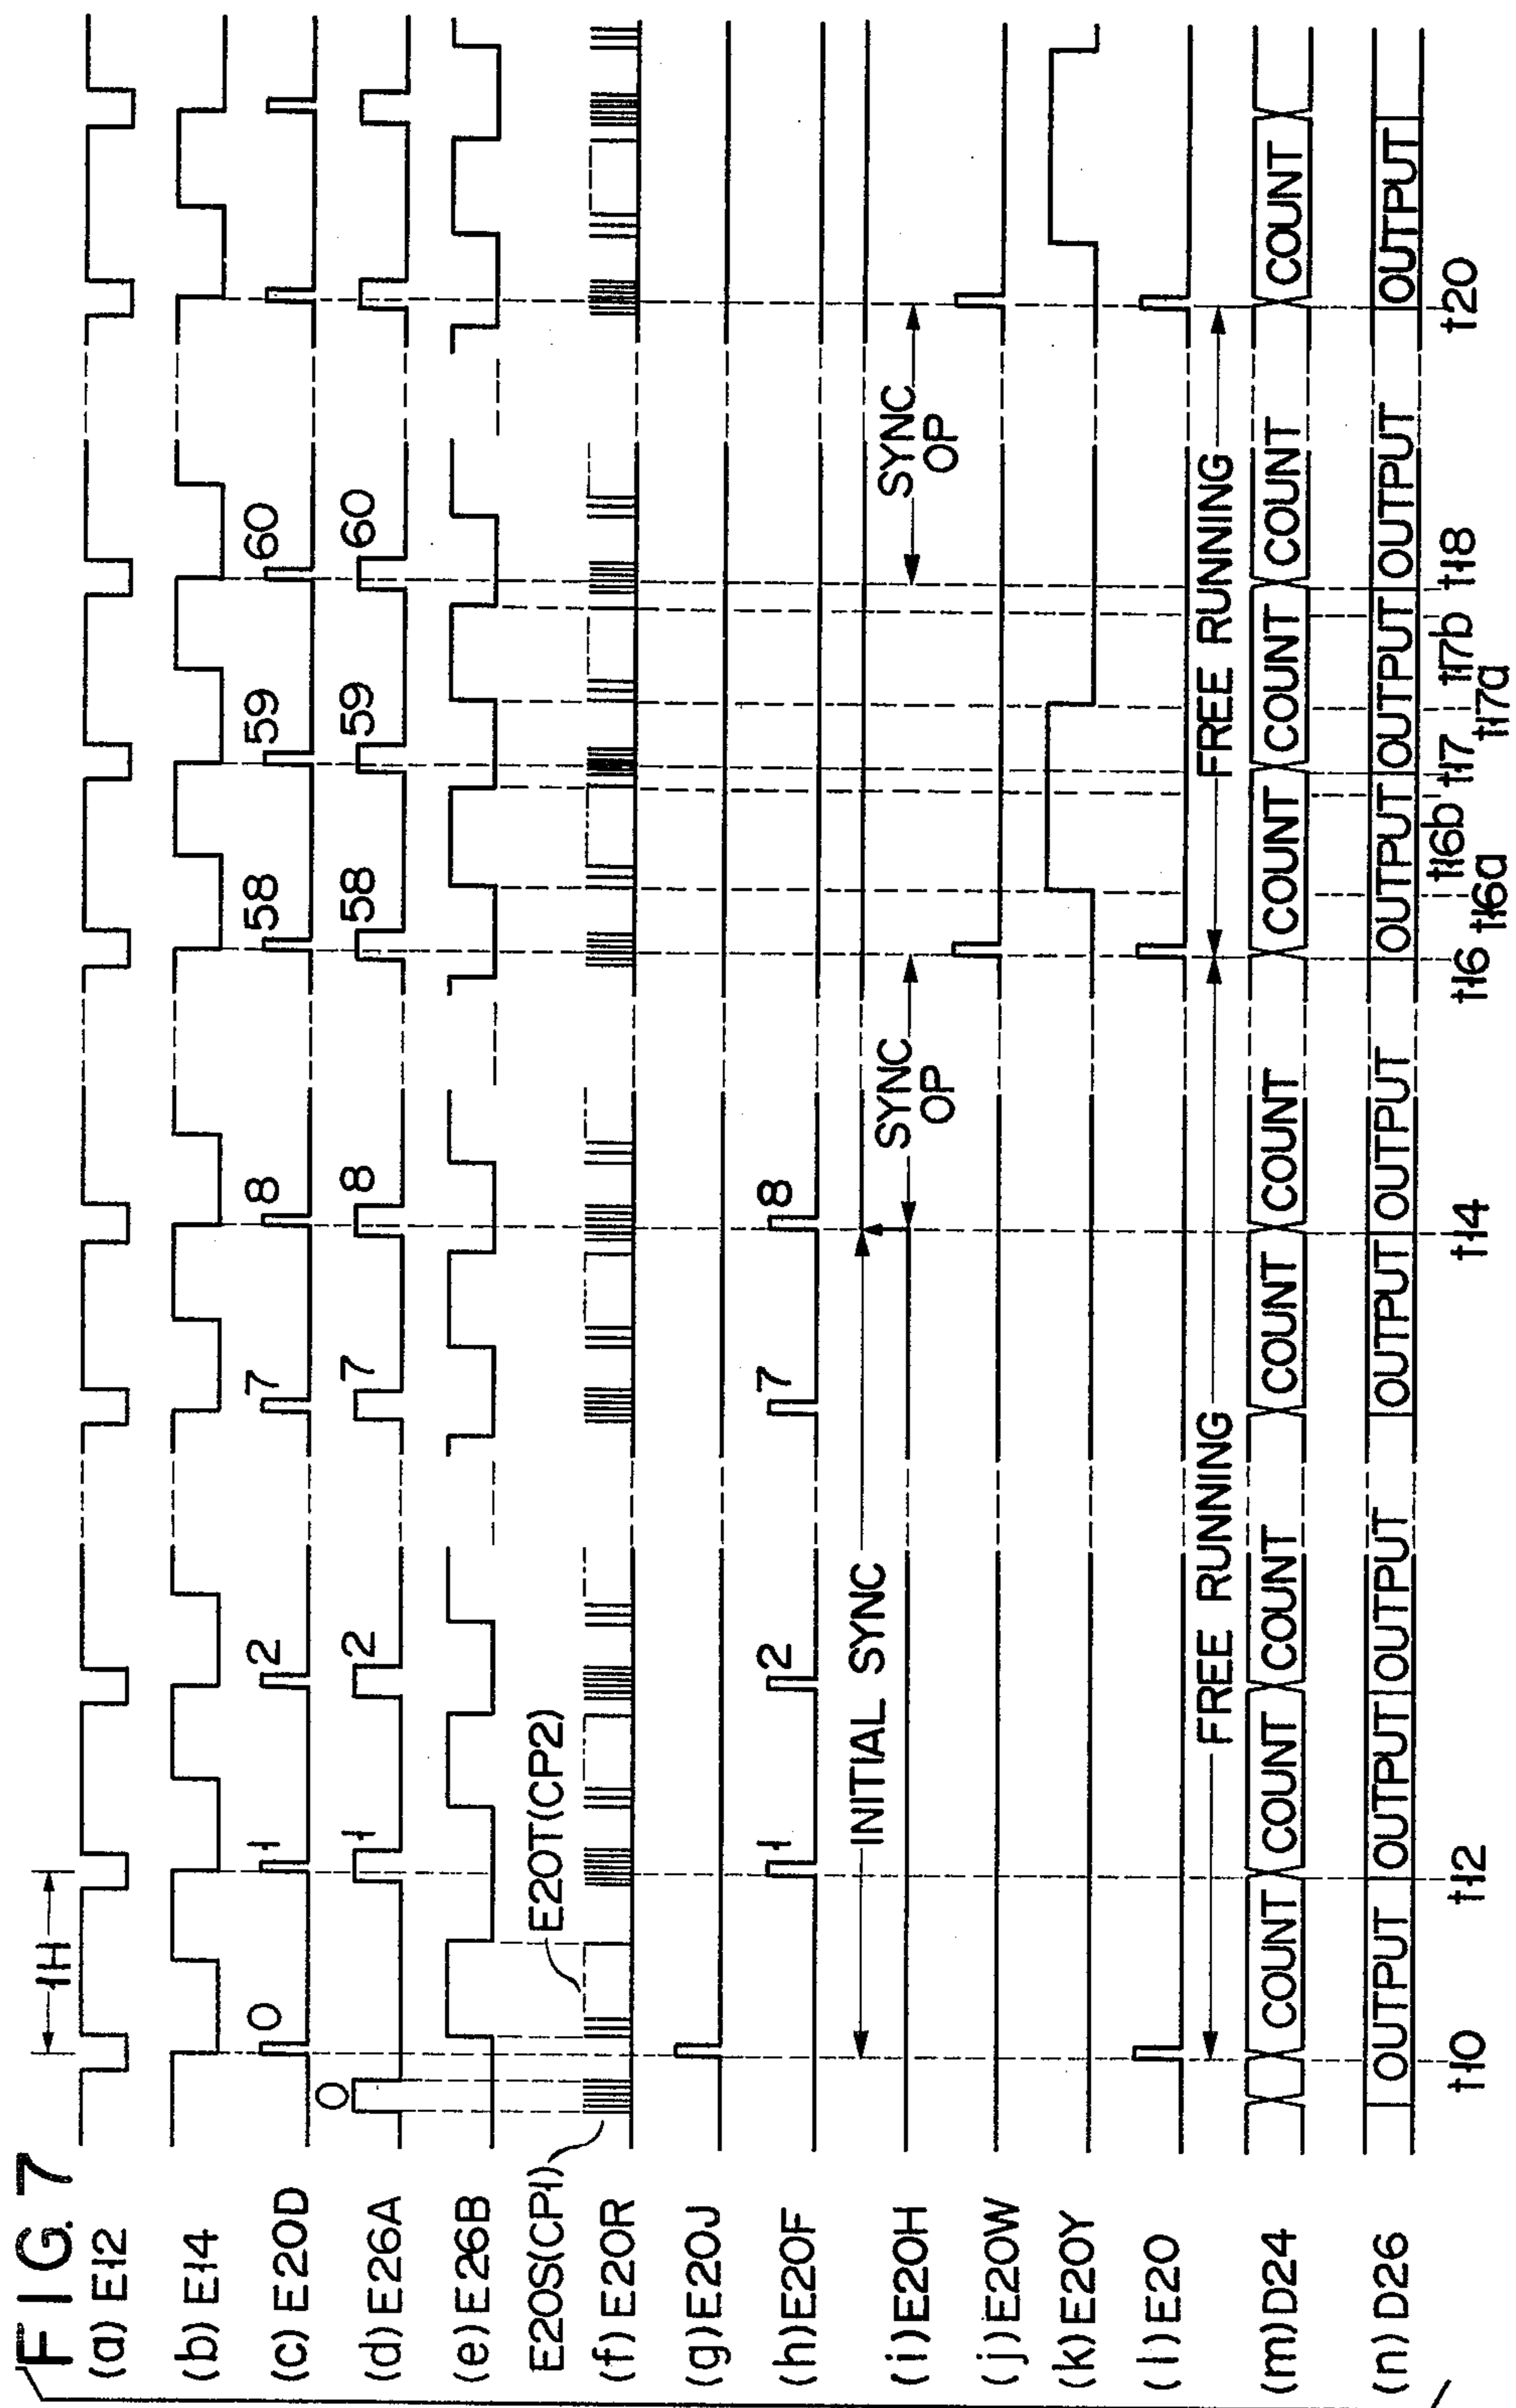 FIG. 7
(a) E12
1H
(b) E14
(c) E20D
0 1 2 7 8 58 59 60
(d) E26A
0 1 2 7 8 58 59 60
(e) E26B
E20S(CP1)
E20T(CP2)
(f) E20R
(g) E20J
(h) E20F
1 2 7 8
INITIAL SYNC
(i) E20H
SYNC OP
SYNC OP
(j) E20W
(k) E20Y
(l) E20
FREE RUNNING
FREE RUNNING
(m) D24
COUNT COUNT COUNT COUNT COUNT COUNT COUNT COUNT COUNT
(n) D26
OUTPUT OUTPUT OUTPUT OUTPUT OUTPUT OUTPUT OUTPUT OUTPUT OUTPUT
t10 t12 t14 t16 t16a t16b t17 t17a t17b t18 t20